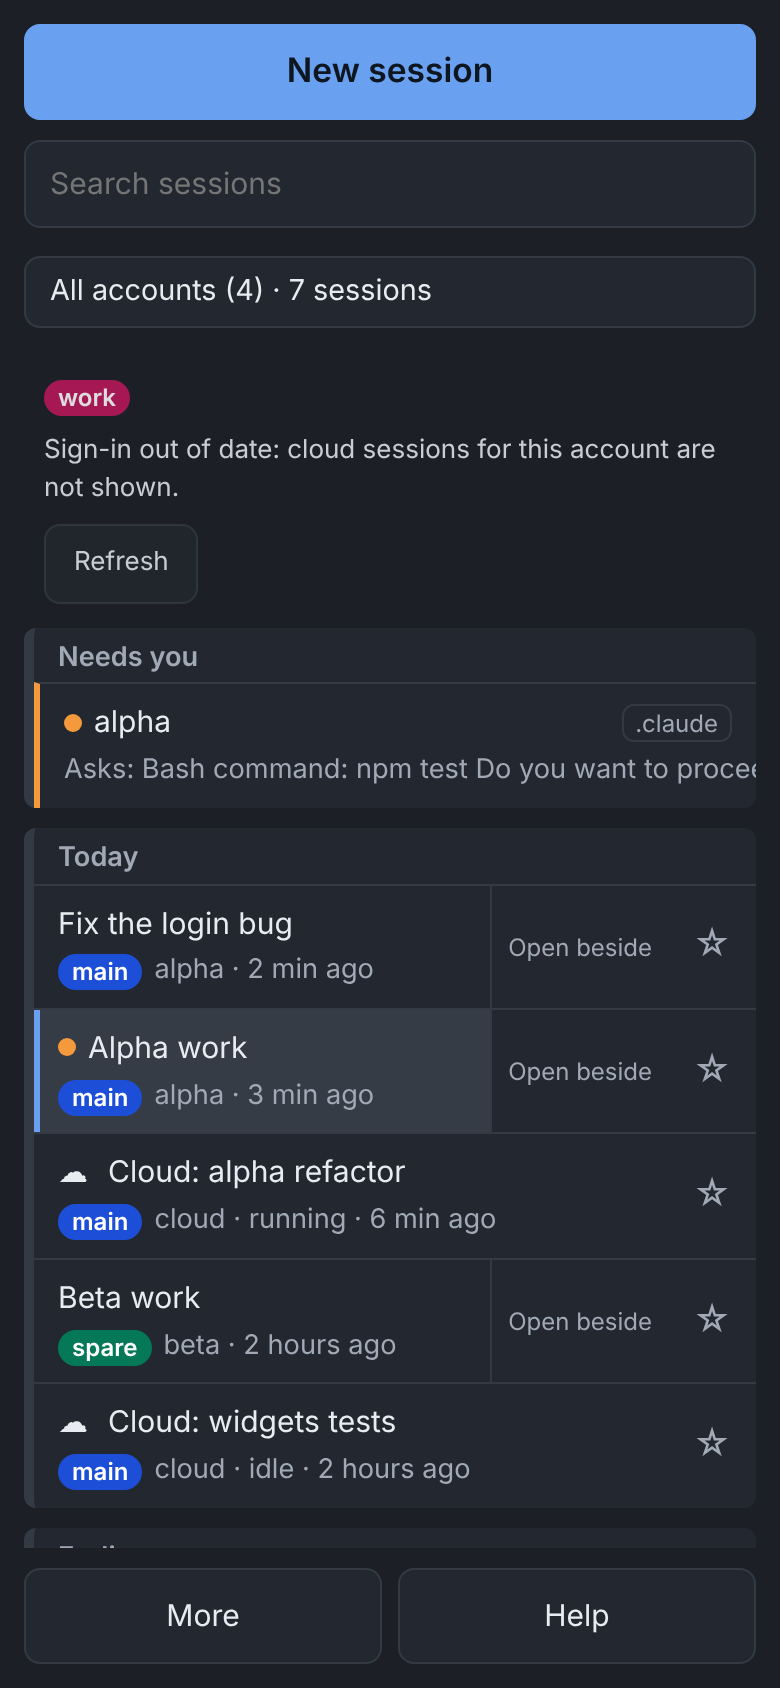 New session
Search sessions
All accounts (4) · 7 sessions
work
Sign-in out of date: cloud sessions for this account are
not shown.
Refresh
Needs you
alpha .claude
Asks: Bash command: npm test Do you want to
Today
Fix the login bug
main alpha · 2 min ago
Open beside ☆
Alpha work
main alpha · 3 min ago
Open beside ☆
☁ Cloud: alpha refactor
main cloud · running · 6 min ago
☆
Beta work
spare beta · 2 hours ago
Open beside ☆
☁ Cloud: widgets tests
main cloud · idle · 2 hours ago
☆
More Help